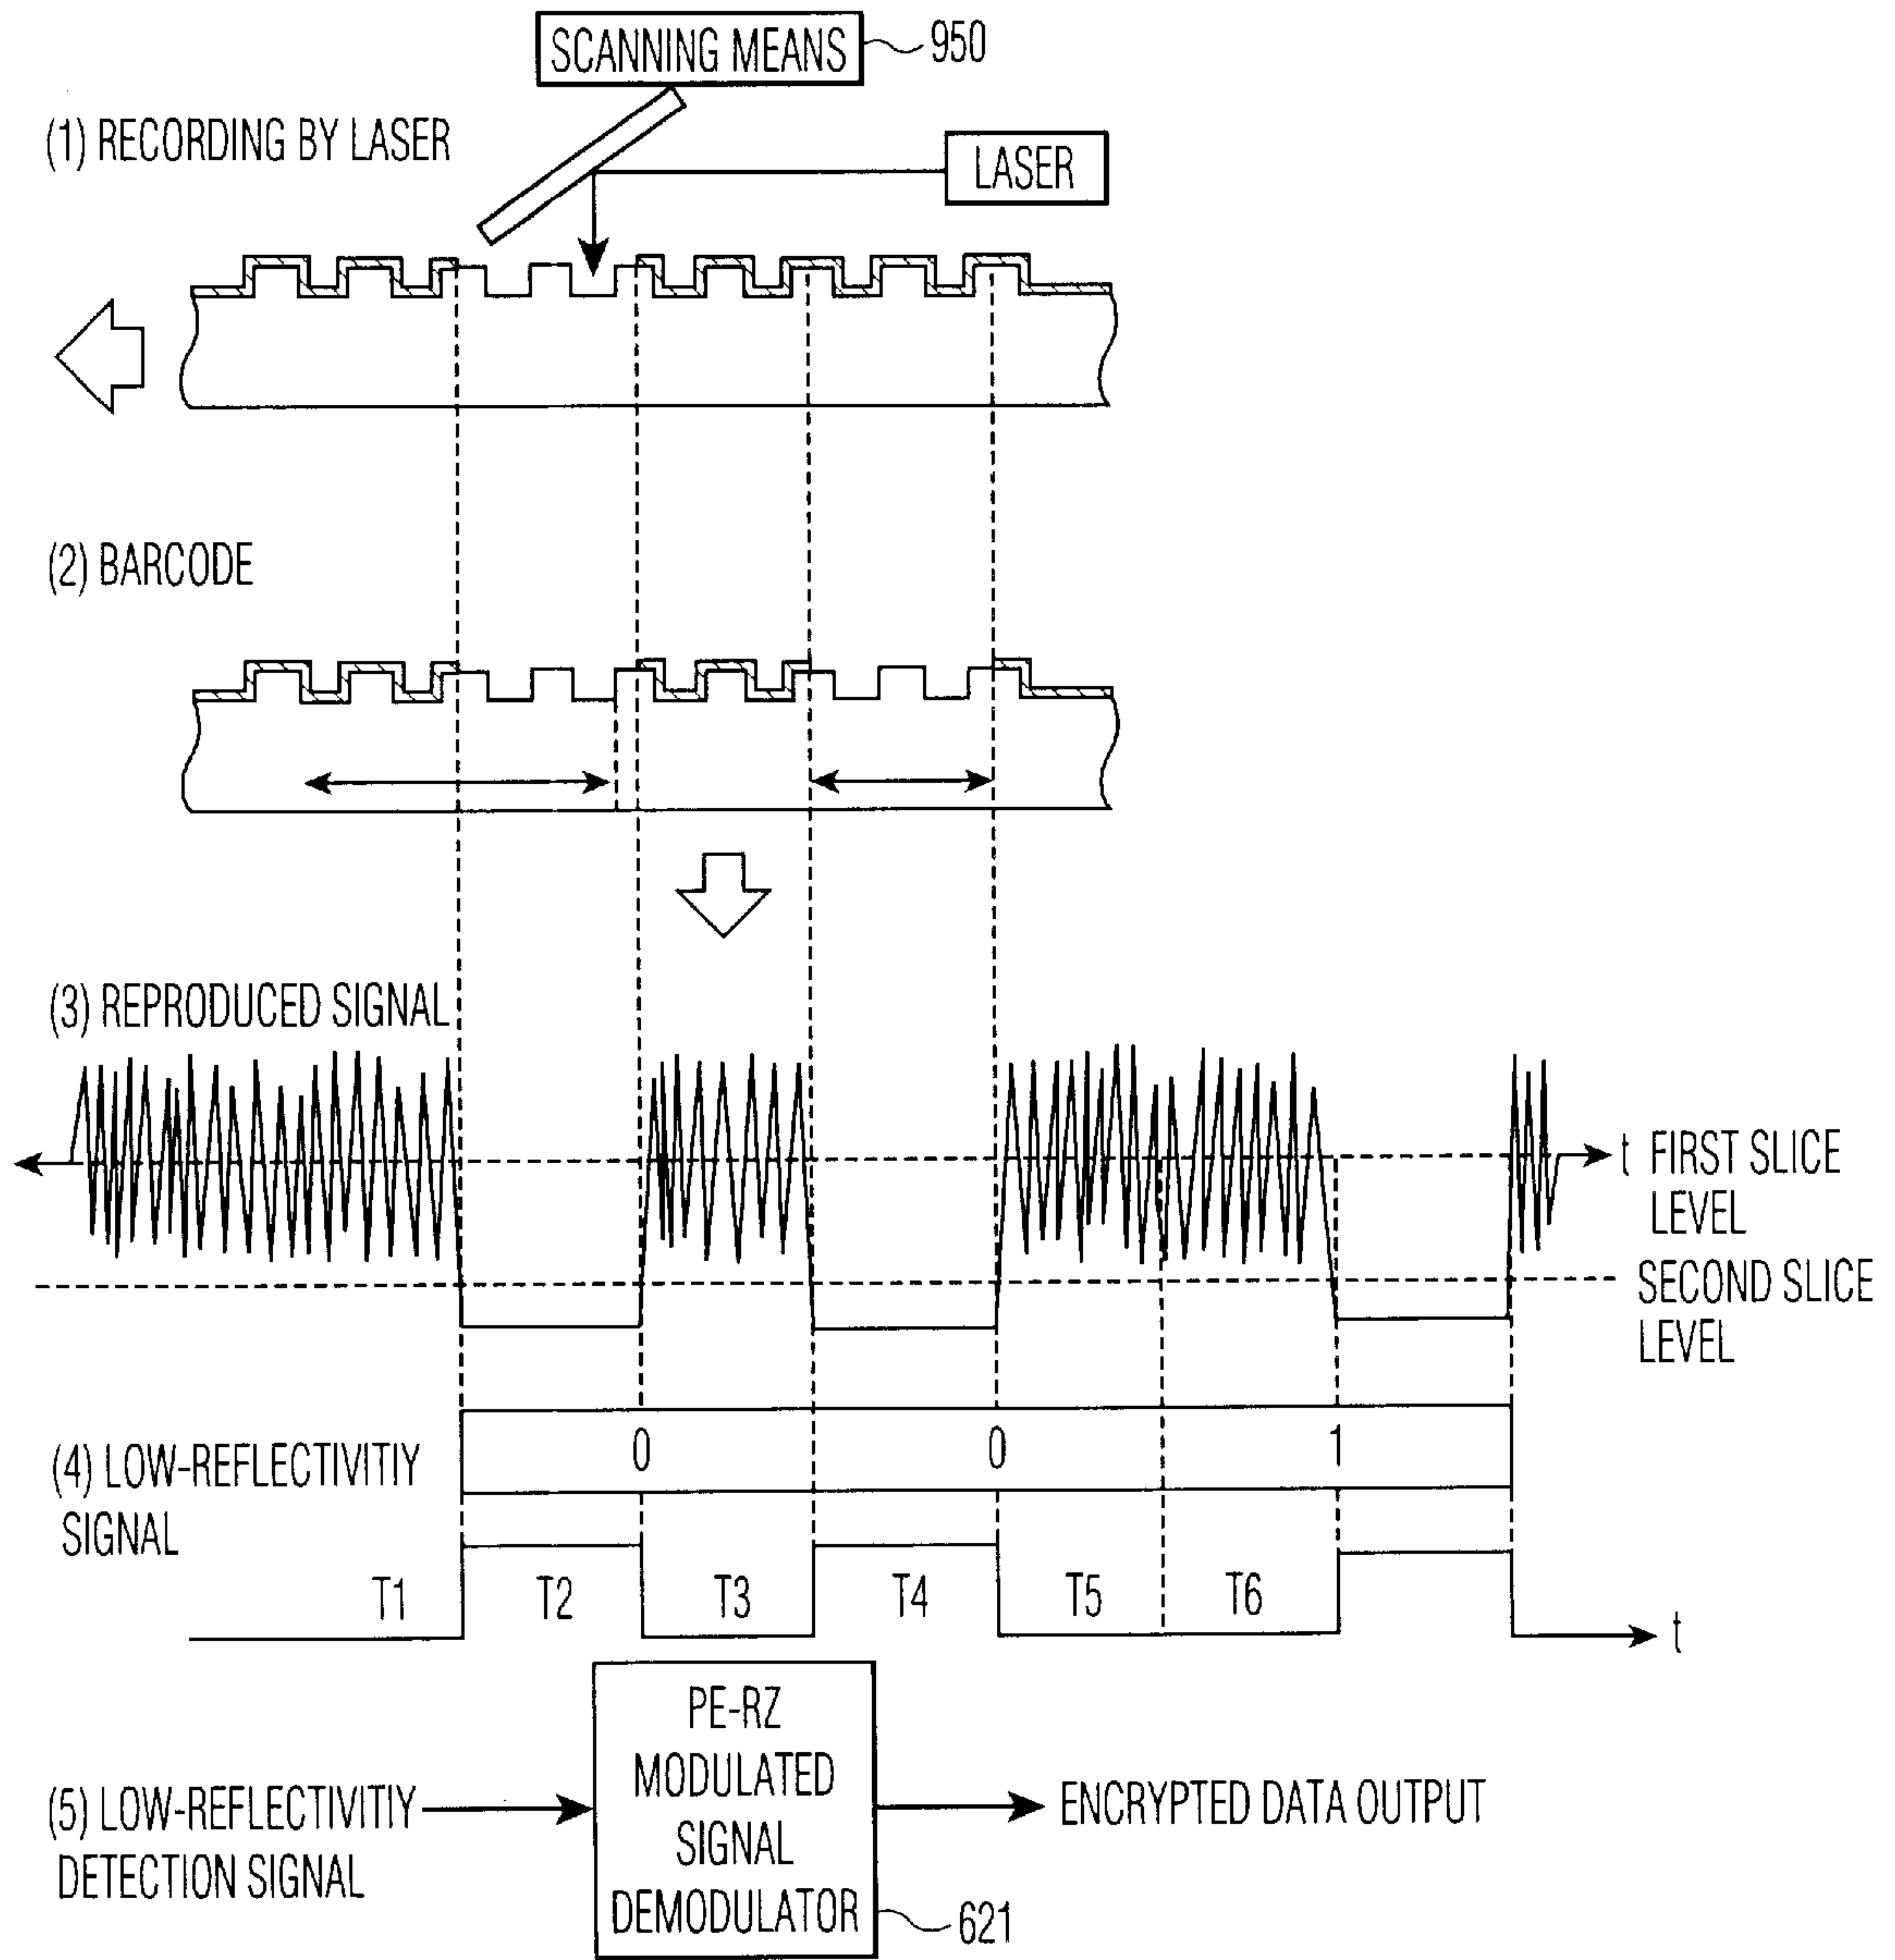 SCANNING MEANS
950
(1) RECORDING BY LASER
LASER
(2) BARCODE
(3) REPRODUCED SIGNAL
t FIRST SLICE
LEVEL
SECOND SLICE
LEVEL
(4) LOW-REFLECTIVITIY
SIGNAL
0 0 1
T1 T2 T3 T4 T5 T6
t
(5) LOW-REFLECTIVITIY
DETECTION SIGNAL
PE-RZ
MODULATED
SIGNAL
DEMODULATOR
621
ENCRYPTED DATA OUTPUT